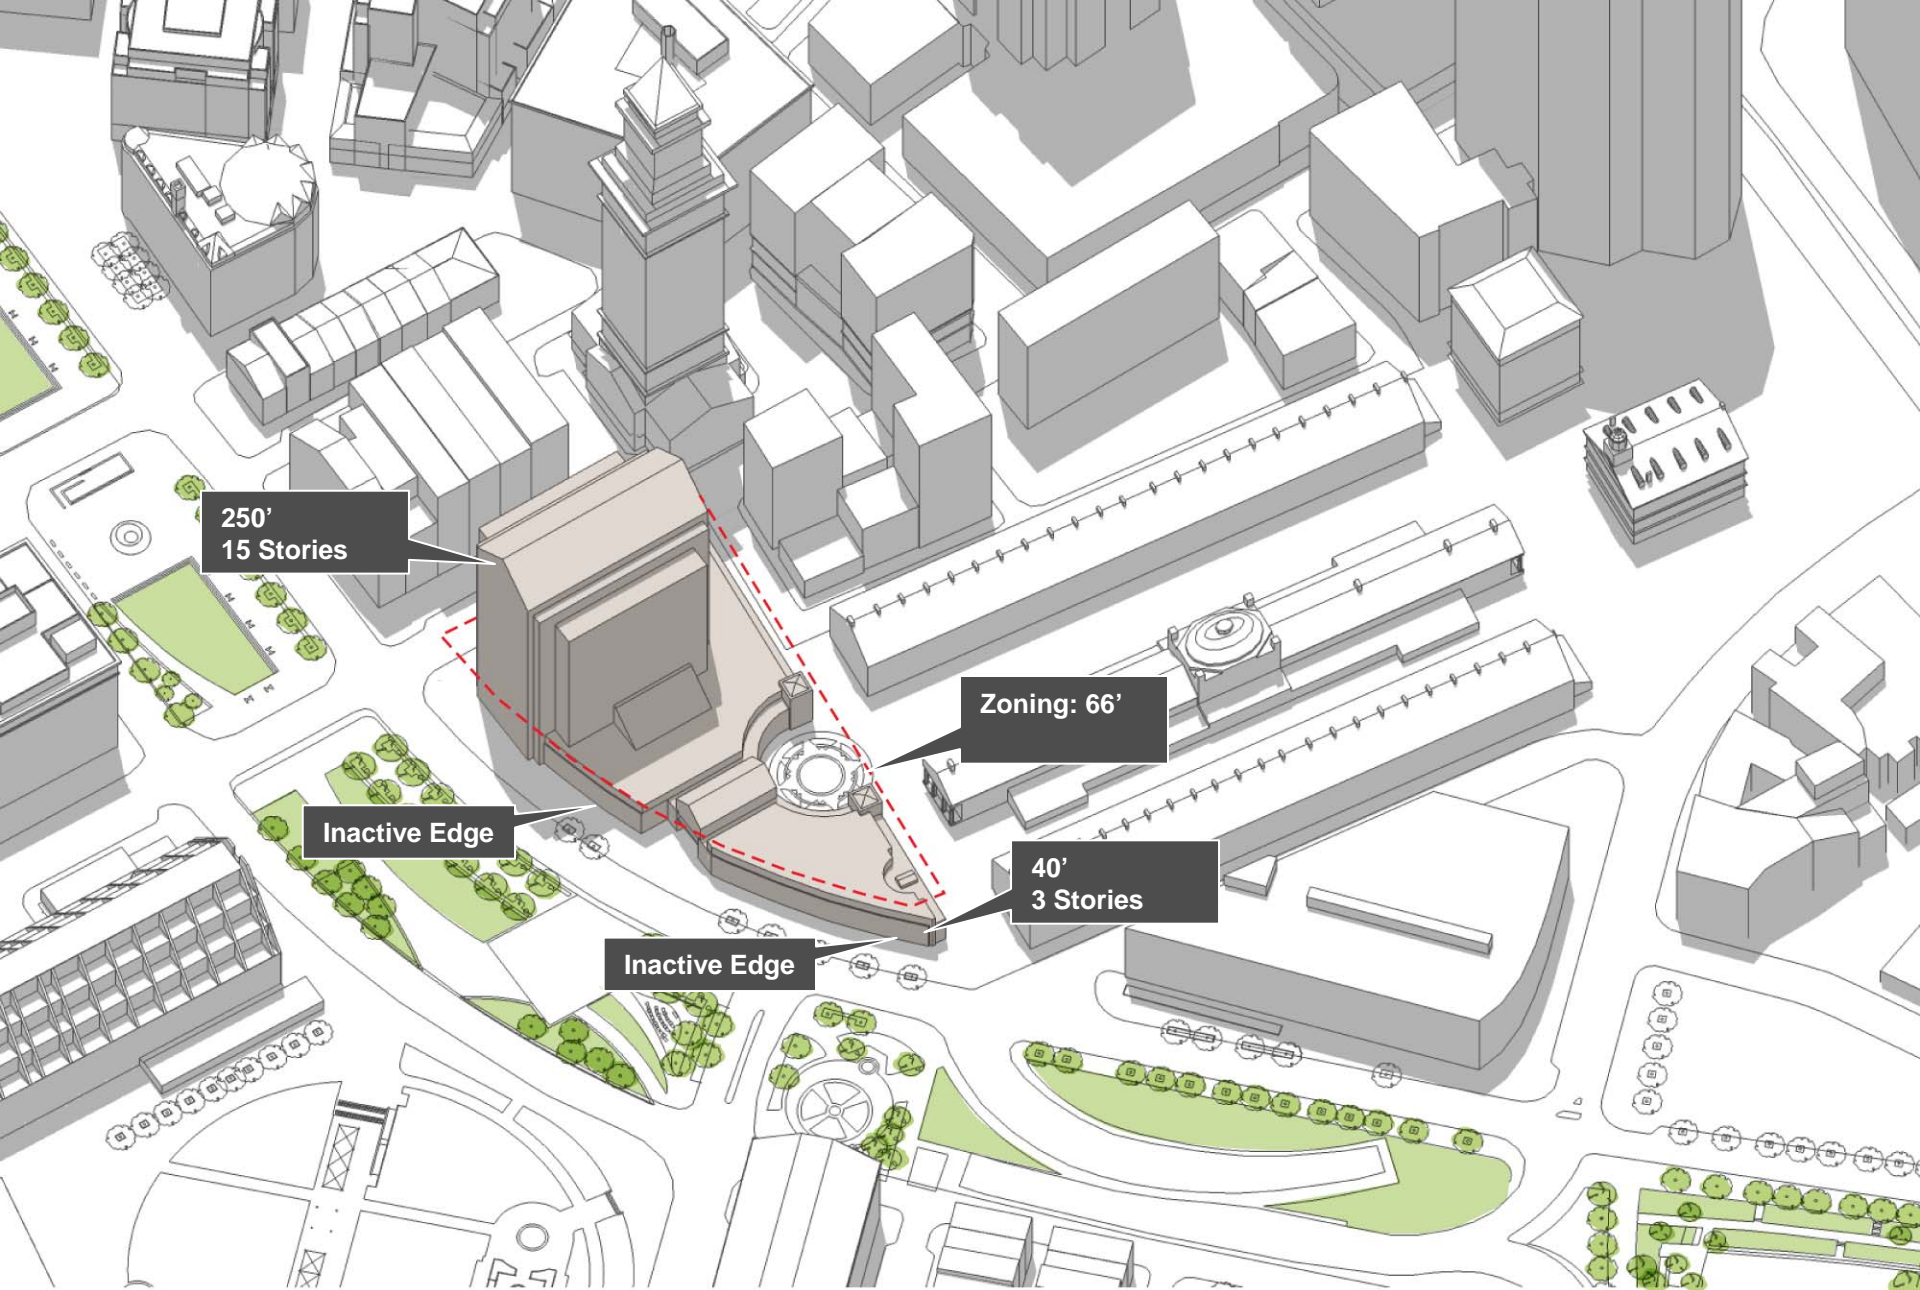 250’
15 Stories
Zoning: 66’
Inactive Edge
40’
3 Stories
Inactive Edge